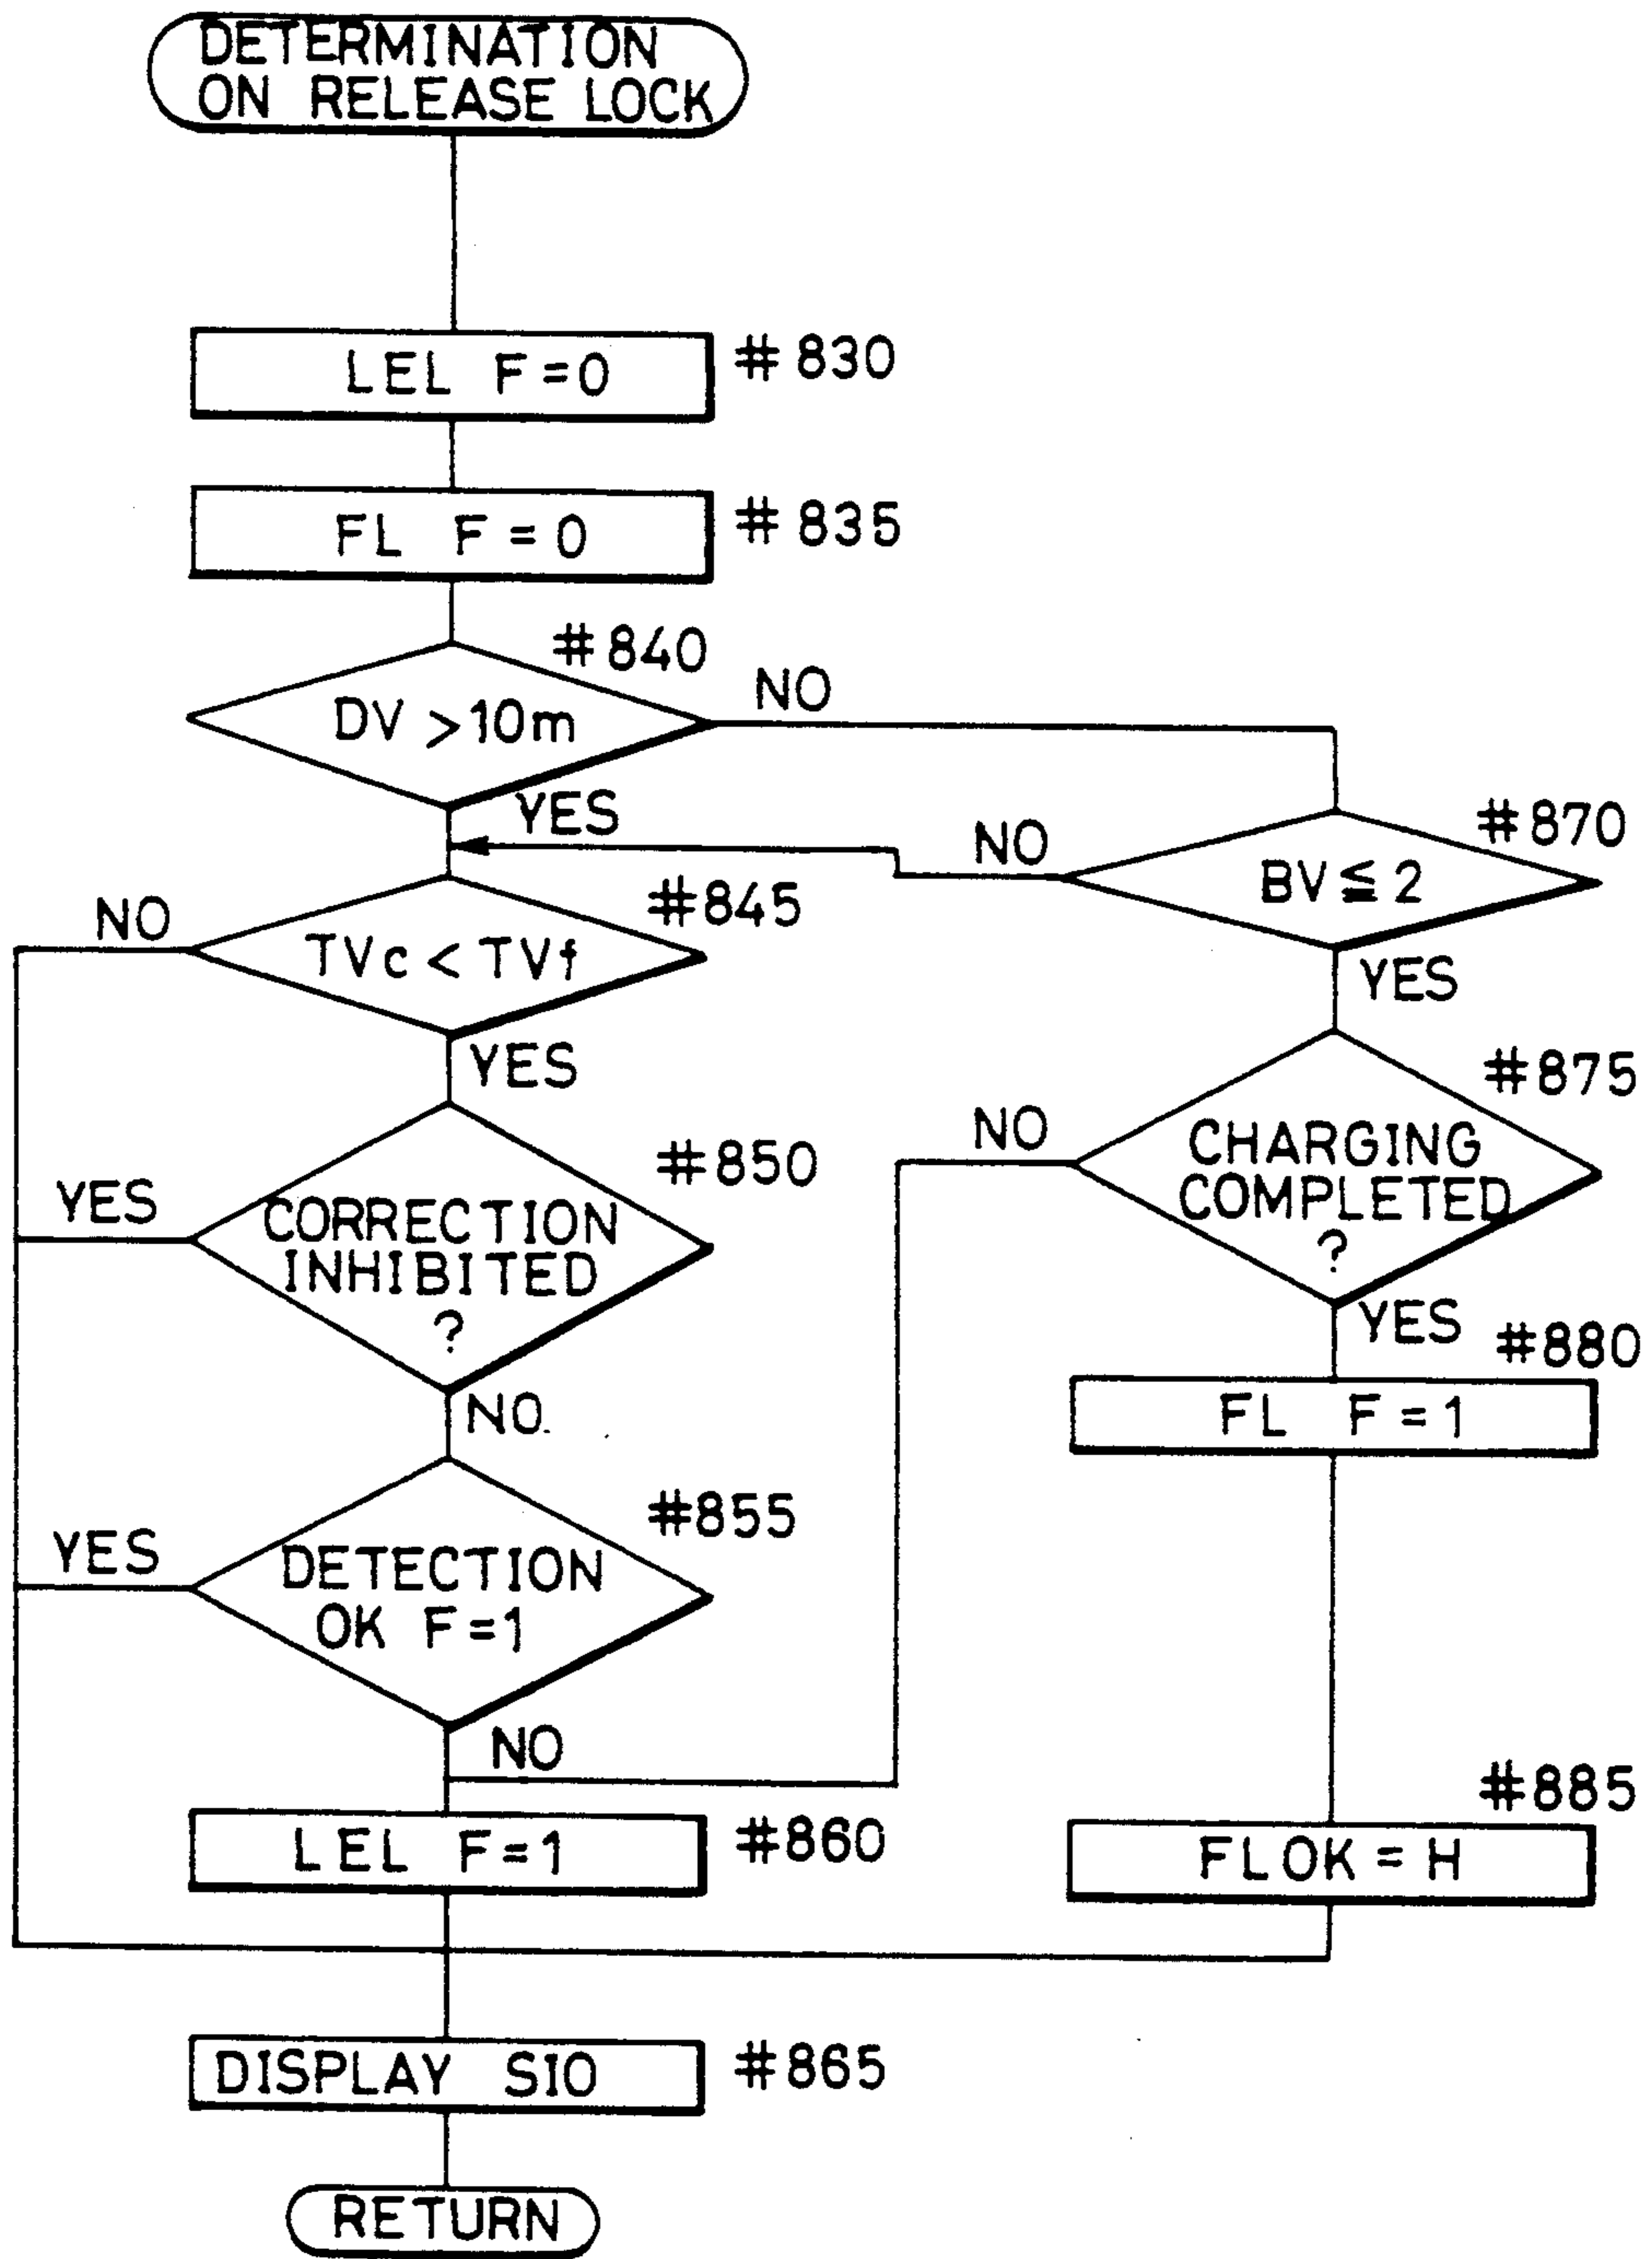 DETERMINATION
ON RELEASE LOCK
LEL F=0
#830
FL F=0
#835
#840
DV >10m
NO
YES
#870
BV≦2
NO
YES
#845
TVc < TVf
NO
YES
#875
CHARGING
COMPLETED
?
NO
YES
#850
CORRECTION
INHIBITED
?
YES
NO
#880
FL F=1
#855
DETECTION
OK F=1
YES
NO
#885
FLOK=H
LEL F=1
#860
DISPLAY SIO
#865
RETURN